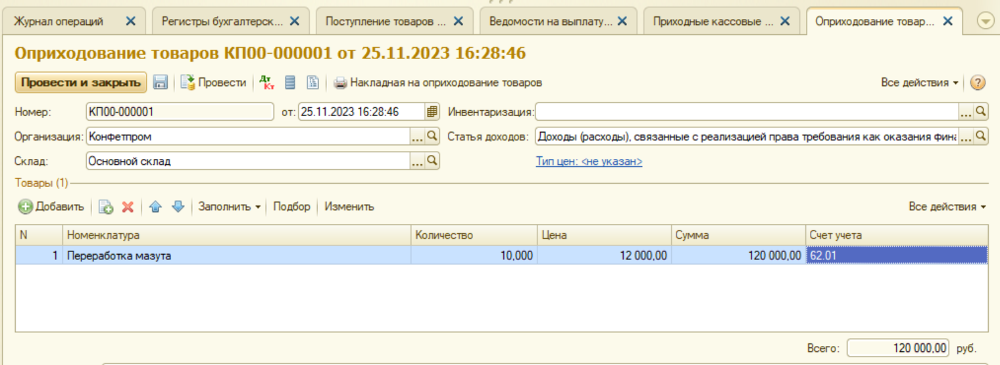 Журнал операций Регистры бухгалтерск... Поступление товаров ... Ведомости на выплату... Приходные кассовые ... Оприходование товар...
Оприходование товаров КП00-000001 от 25.11.2023 16:28:46
Провести и закрыть Провести Дт Кт Накладная на оприходование товаров Все действия ?
Номер: КП00-000001 от: 25.11.2023 16:28:46 Инвентаризация: ...
Организация: Конфетпром ... Статья доходов: Доходы (расходы), связанные с реализацией права требования как оказания фина ...
Склад: Основной склад ... Тип цен: <не указан>
Товары (1)
Добавить Заполнить Подбор Изменить Все действия
N Номенклатура Количество Цена Сумма Счет учета
1 Переработка мазута 10,000 12 000,00 120 000,00 62.01
Всего: 120 000,00 руб.